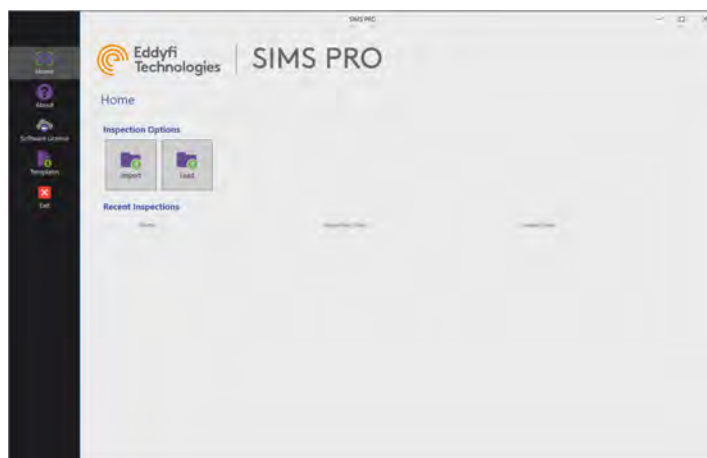 SIMS PRO
Eddyfi
Technologies
SIMS PRO
Home
Home
About
Software License
Templates
Exit
Inspection Options
Import
Load
Recent Inspections